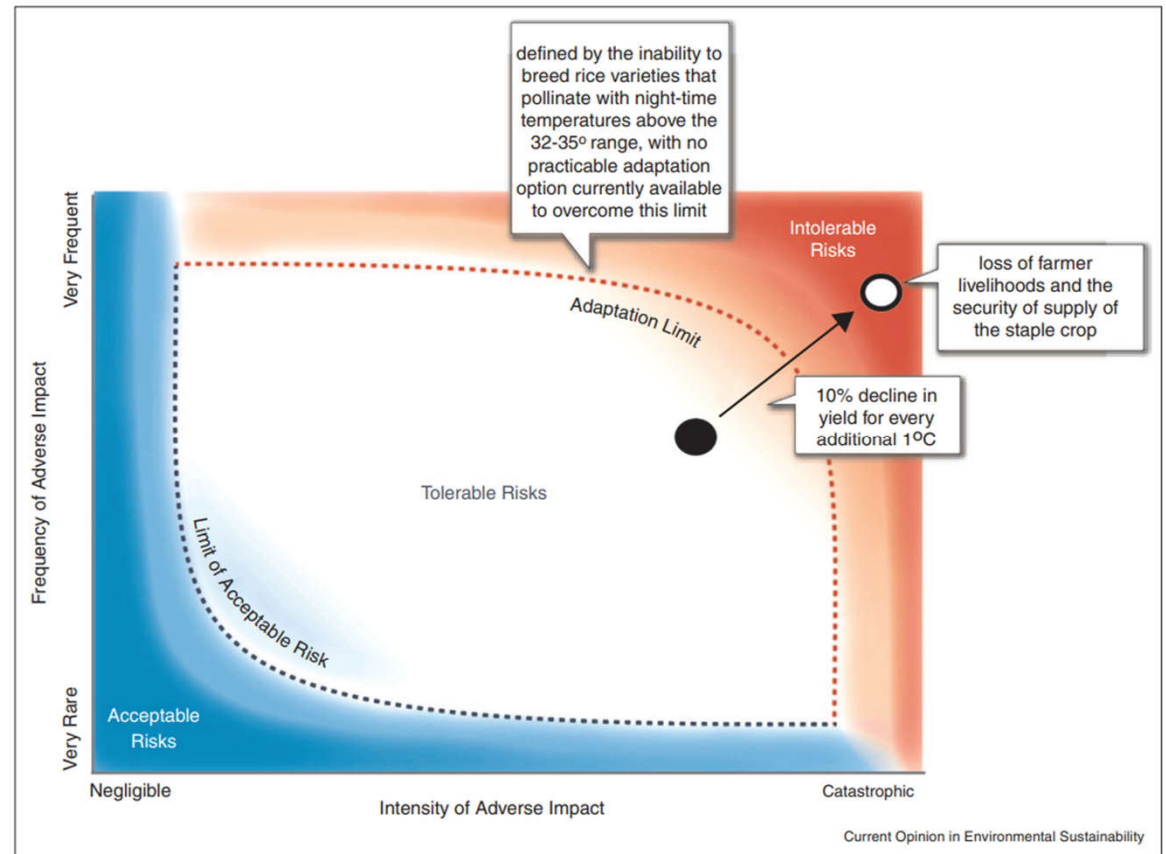 defined by the inability to
breed rice varieties that
pollinate with night-time
temperatures above the
32-35º range, with no
practicable adaptation
option currently available
to overcome this limit
Very Frequent
Intolerable
Risks
loss of farmer
livelihoods and the
security of supply of
the staple crop
Adaptation Limit
10% decline in
yield for every
additional 1ºC
Frequency of Adverse Impact
Tolerable Risks
Limit of Acceptable Risk
Very Rare
Acceptable
Risks
Negligible
Catastrophic
Intensity of Adverse Impact
Current Opinion in Environmental Sustainability